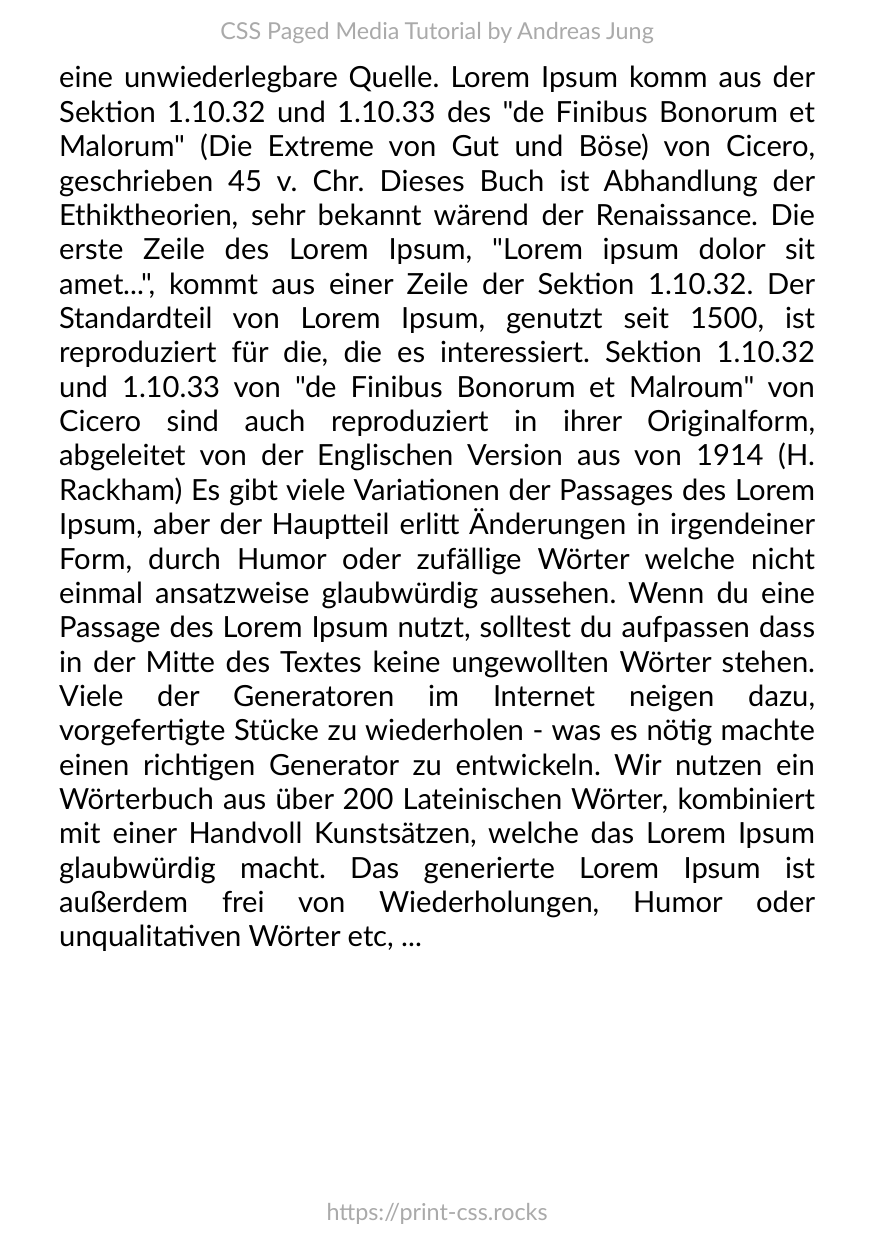 CSS Paged Media Tutorial by Andreas Jung
eine unwiederlegbare Quelle. Lorem Ipsum komm aus der
Sektion 1.10.32 und 1.10.33 des "de Finibus Bonorum et
Malorum" (Die Extreme von Gut und Böse) von Cicero,
geschrieben 45 v. Chr. Dieses Buch ist Abhandlung der
Ethiktheorien, sehr bekannt wärend der Renaissance. Die
erste Zeile des Lorem Ipsum, "Lorem ipsum dolor sit
amet...", kommt aus einer Zeile der Sektion 1.10.32. Der
Standardteil von Lorem Ipsum, genutzt seit 1500, ist
reproduziert für die, die es interessiert. Sektion 1.10.32
und 1.10.33 von "de Finibus Bonorum et Malroum" von
Cicero sind auch reproduziert in ihrer Originalform,
abgeleitet von der Englischen Version aus von 1914 (H.
Rackham) Es gibt viele Variationen der Passages des Lorem
Ipsum, aber der Hauptteil erlitt Änderungen in irgendeiner
Form, durch Humor oder zufällige Wörter welche nicht
einmal ansatzweise glaubwürdig aussehen. Wenn du eine
Passage des Lorem Ipsum nutzt, solltest du aufpassen dass
in der Mitte des Textes keine ungewollten Wörter stehen.
Viele der Generatoren im Internet neigen dazu,
vorgefertigte Stücke zu wiederholen - was es nötig machte
einen richtigen Generator zu entwickeln. Wir nutzen ein
Wörterbuch aus über 200 Lateinischen Wörter, kombiniert
mit einer Handvoll Kunstsätzen, welche das Lorem Ipsum
glaubwürdig macht. Das generierte Lorem Ipsum ist
außerdem frei von Wiederholungen, Humor oder
unqualitativen Wörter etc, ...
https://print-css.rocks